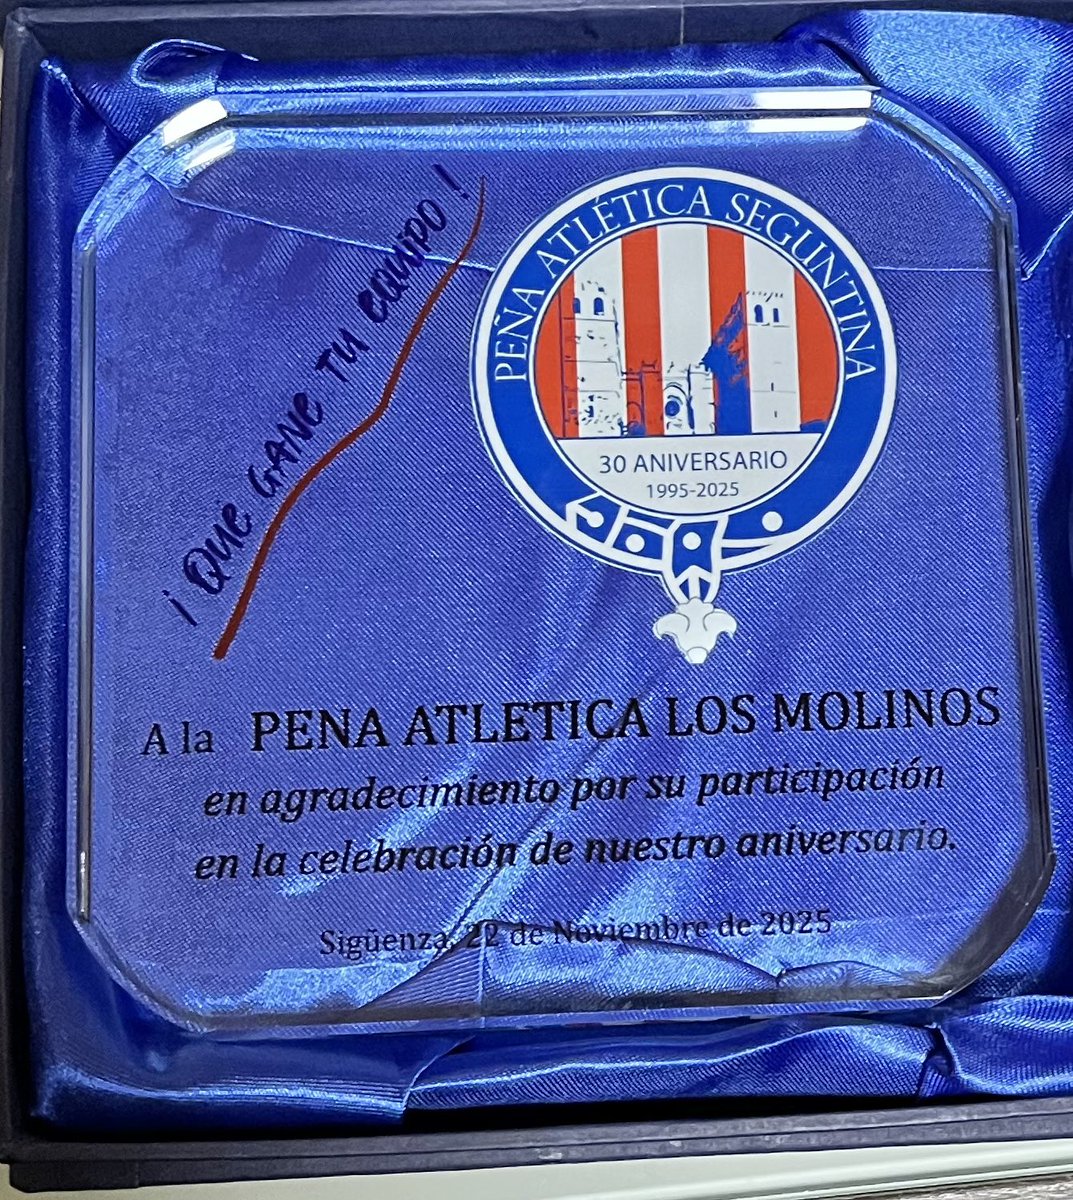 ¡QUE GANE TU EQUIPO!
PEÑA ATLÉTICA SEGUNTINA
30 ANIVERSARIO
1995-2025
A la PENA ATLETICA LOS MOLINOS
en agradecimiento por su participación
en la celebración de nuestro aniversario.
Sigüenza, 22 de Noviembre de 2025